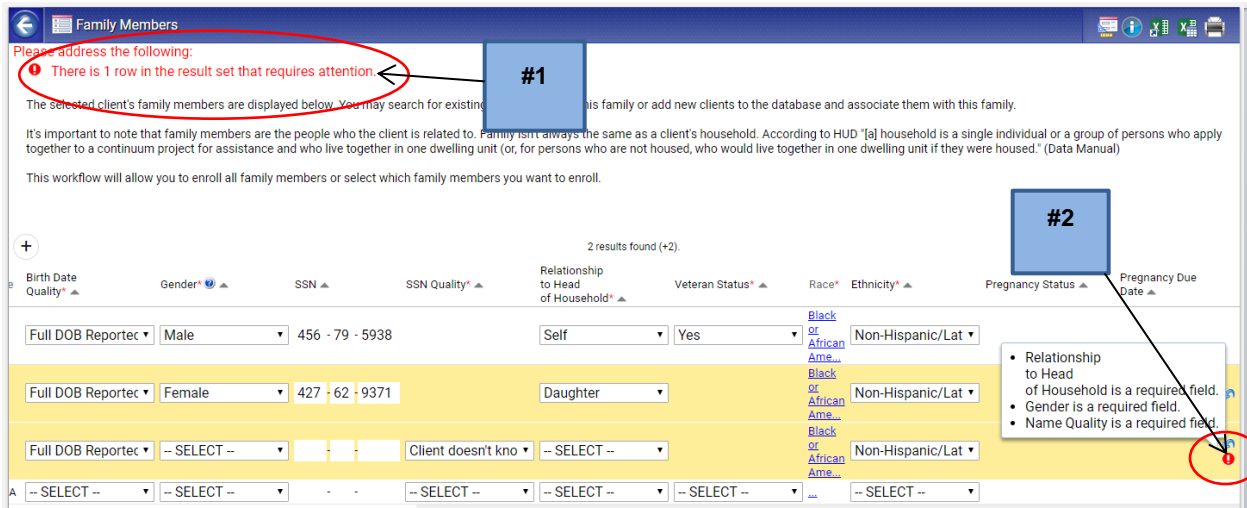 Family Members
Please address the following:
There is 1 row in the result set that requires attention.
#1
The selected client's family members are displayed below. You may search for existing his family or add new clients to the database and associate them with this family.
It's important to note that family members are the people who the client is related to. Family isn't always the same as a client's household. According to HUD "[a] household is a single individual or a group of persons who apply
together to a continuum project for assistance and who live together in one dwelling unit (or, for persons who are not housed, who would live together in one dwelling unit if they were housed." (Data Manual)
This workflow will allow you to enroll all family members or select which family members you want to enroll.
#2
+ 2 results found (+2).
e Birth Date Quality* Gender* SSN SSN Quality* Relationship to Head of Household* Veteran Status* Race* Ethnicity* Pregnancy Status Pregnancy Due Date
Full DOB Reportec Male 456 - 79 - 5938 Self Yes Black or African Ame... Non-Hispanic/Lat
Full DOB Reportec Female 427 - 62 - 9371 Daughter Black or African Ame... Non-Hispanic/Lat
Full DOB Reportec -- SELECT -- - - Client doesn't kno -- SELECT -- Black or African Ame... Non-Hispanic/Lat
A -- SELECT -- -- SELECT -- - - -- SELECT -- -- SELECT -- -- SELECT -- ... -- SELECT --
• Relationship
to Head
of Household is a required field.
• Gender is a required field.
• Name Quality is a required field.